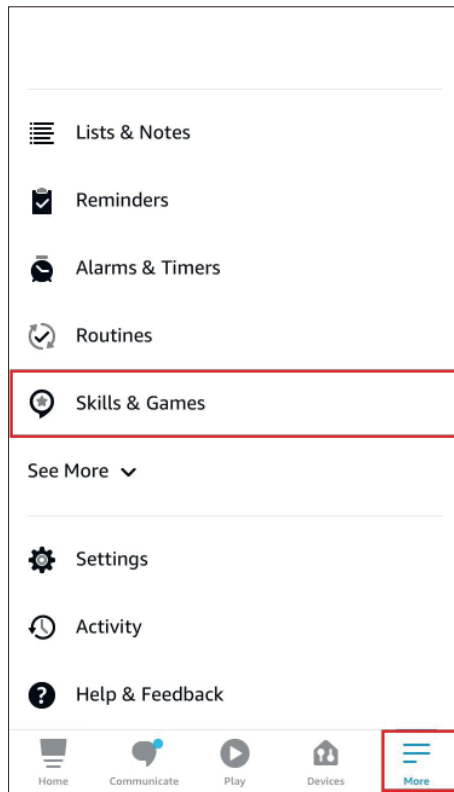 Lists & Notes
Reminders
Alarms & Timers
Routines
Skills & Games
See More
Settings
Activity
Help & Feedback
Home Communicate Play Devices More